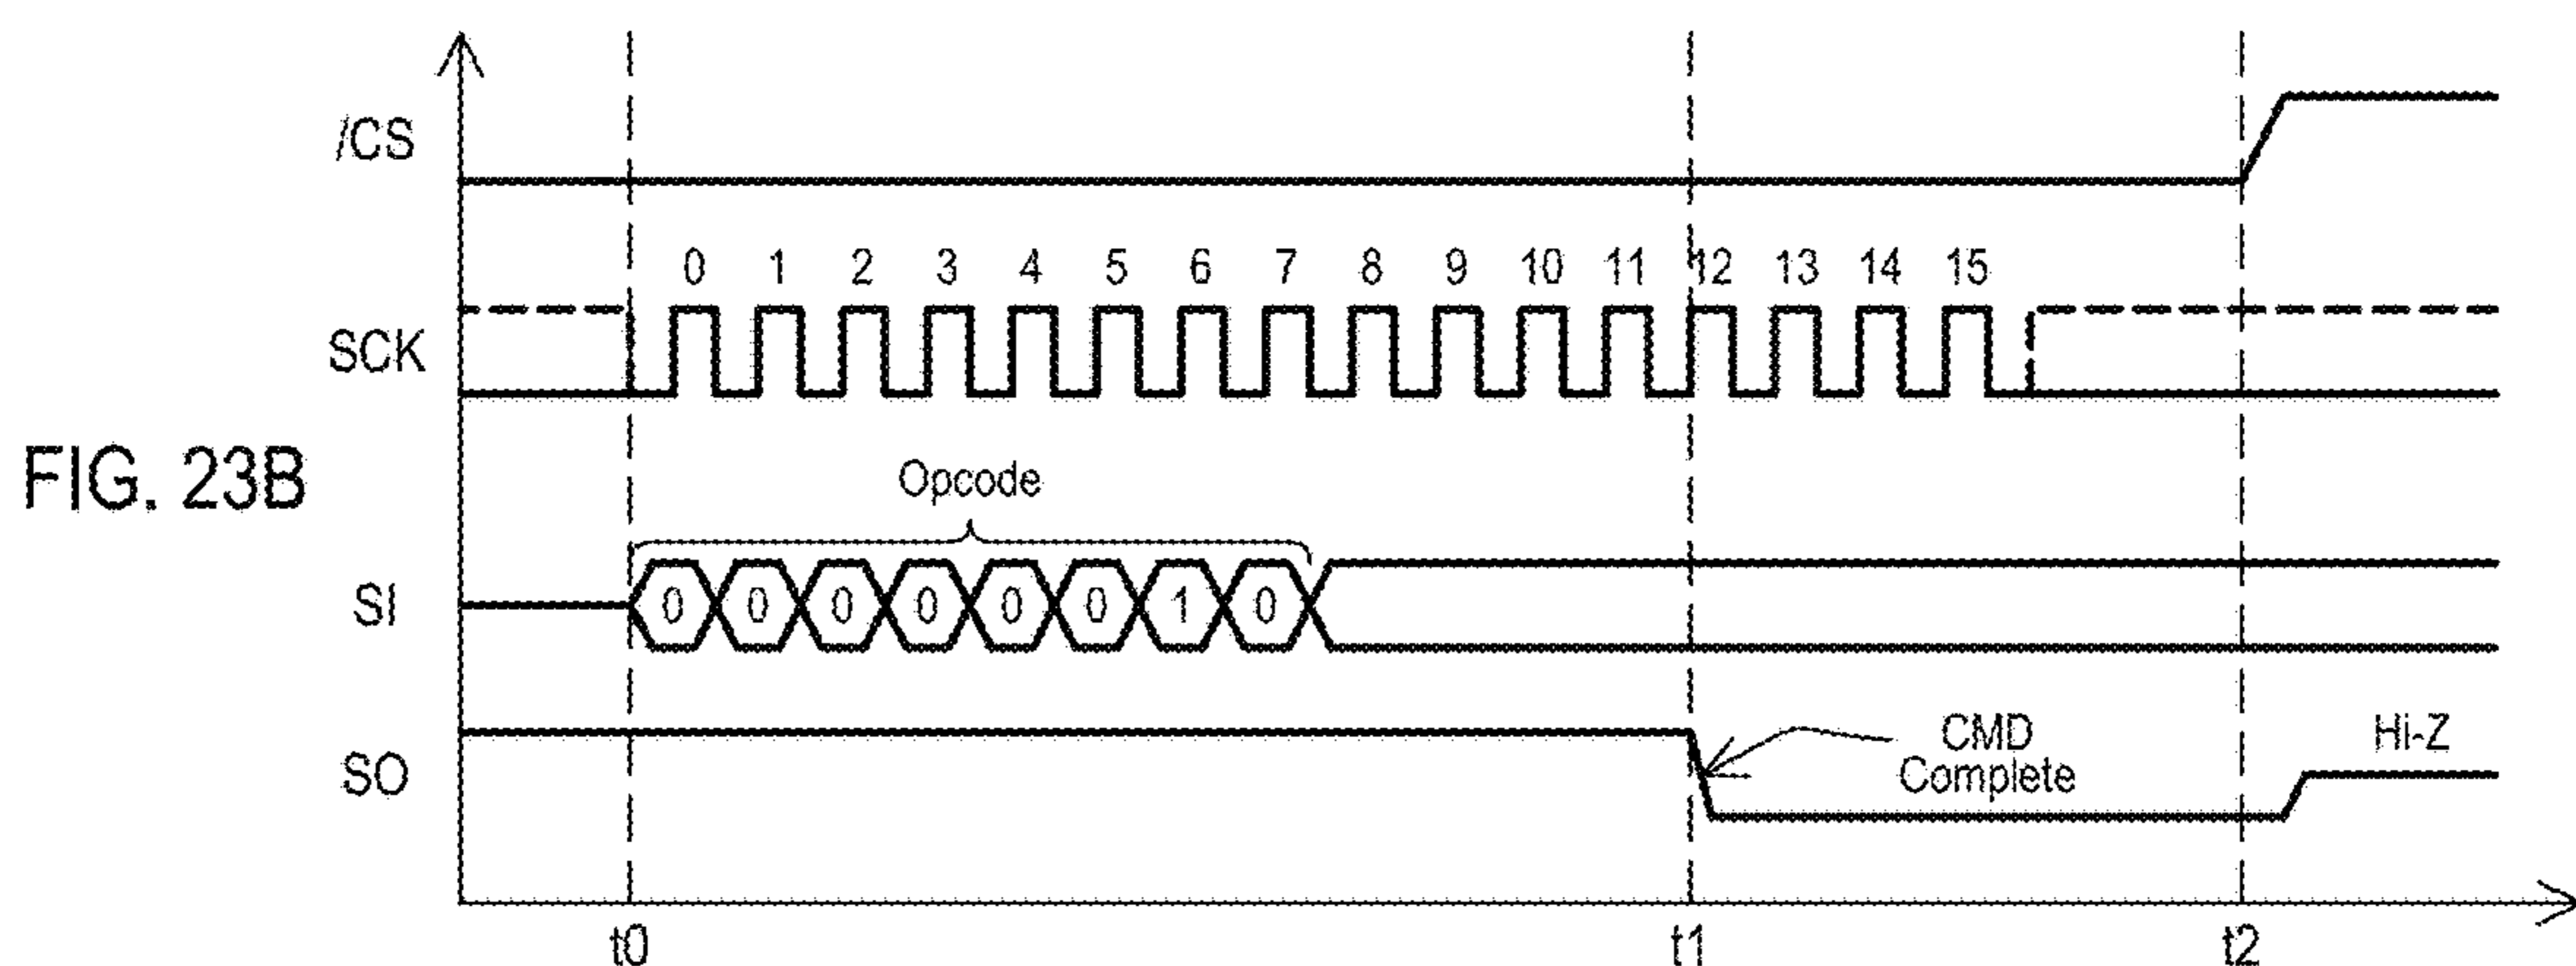 /CS
0 1 2 3 4 5 6 7 8 9 10 11 12 13 14 15
SCK
FIG. 23B
Opcode
SI
0 0 0 0 0 0 1 0
SO
CMD
Complete
Hi-Z
t0 t1 t2